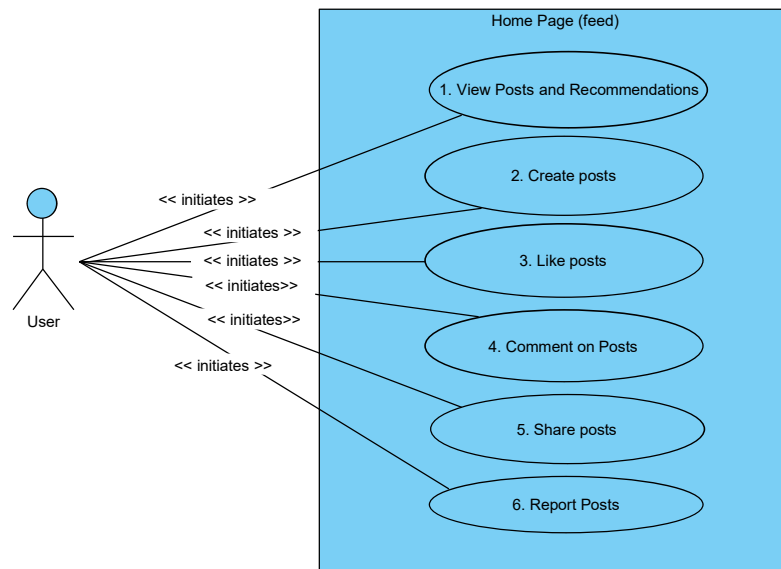 Home Page (feed)
1. View Posts and Recommendations
2. Create posts
<< initiates >>
<< initiates >>
<< initiates >>
3. Like posts
<< initiates>>
<< initiates>>
User
4. Comment on Posts
<< initiates >>
5. Share posts
6. Report Posts